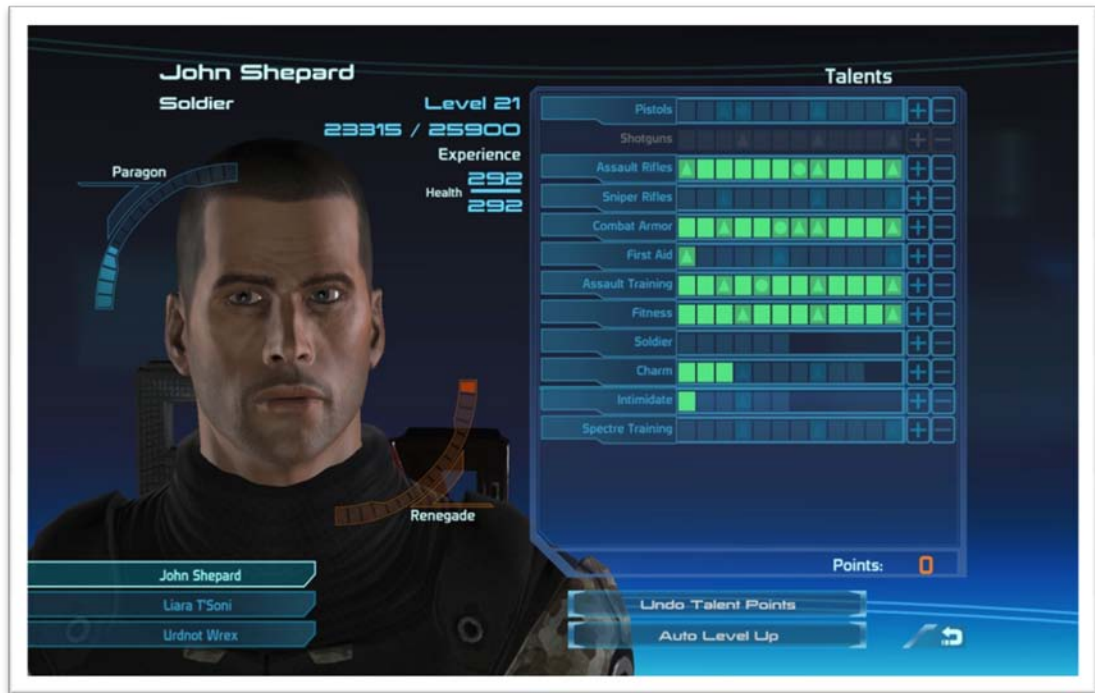 John Shepard
Soldier
Level 21
23315 / 25900
Experience
Health 292
292
Paragon
Renegade
Talents
Pistols
Shotguns
Assault Rifles
Sniper Rifles
Combat Armor
First Aid
Assault Training
Fitness
Soldier
Charm
Intimidate
Spectre Training
Points: 0
John Shepard
Liara T'Soni
Urdnot Wrex
Undo Talent Points
Auto Level Up